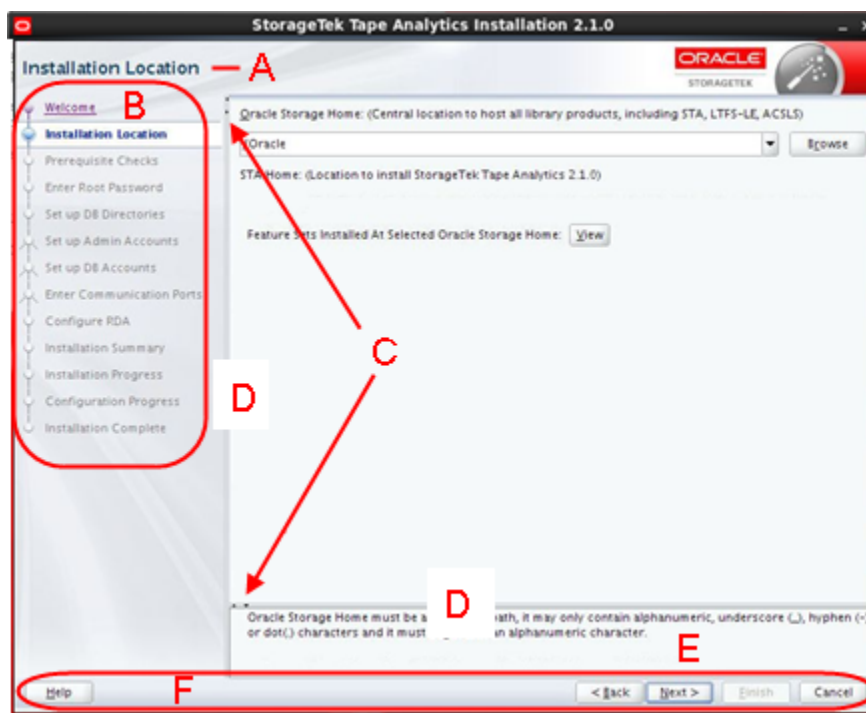 StorageTek Tape Analytics Installation 2.1.0
Installation Location
A
ORACLE
STORAGETEK
B
Welcome
Installation Location
Prerequisite Checks
Enter Root Password
Set up DB Directories
Set up Admin Accounts
Set up DB Accounts
Enter Communication Ports
Configure RDA
Installation Summary
Installation Progress
Configuration Progress
Installation Complete
D
Oracle Storage Home: (Central location to host all library products, including STA, LTFS-LE, ACSLS)
/Oracle
Browse
STA Home: (Location to install StorageTek Tape Analytics 2.1.0)
Feature Sets Installed At Selected Oracle Storage Home: View
C
D
Oracle Storage Home must be a path, it may only contain alphanumeric, underscore (_), hyphen (-)
or dot(.) characters and it must an alphanumeric character.
E
F
Help
< Back
Next >
Finish
Cancel